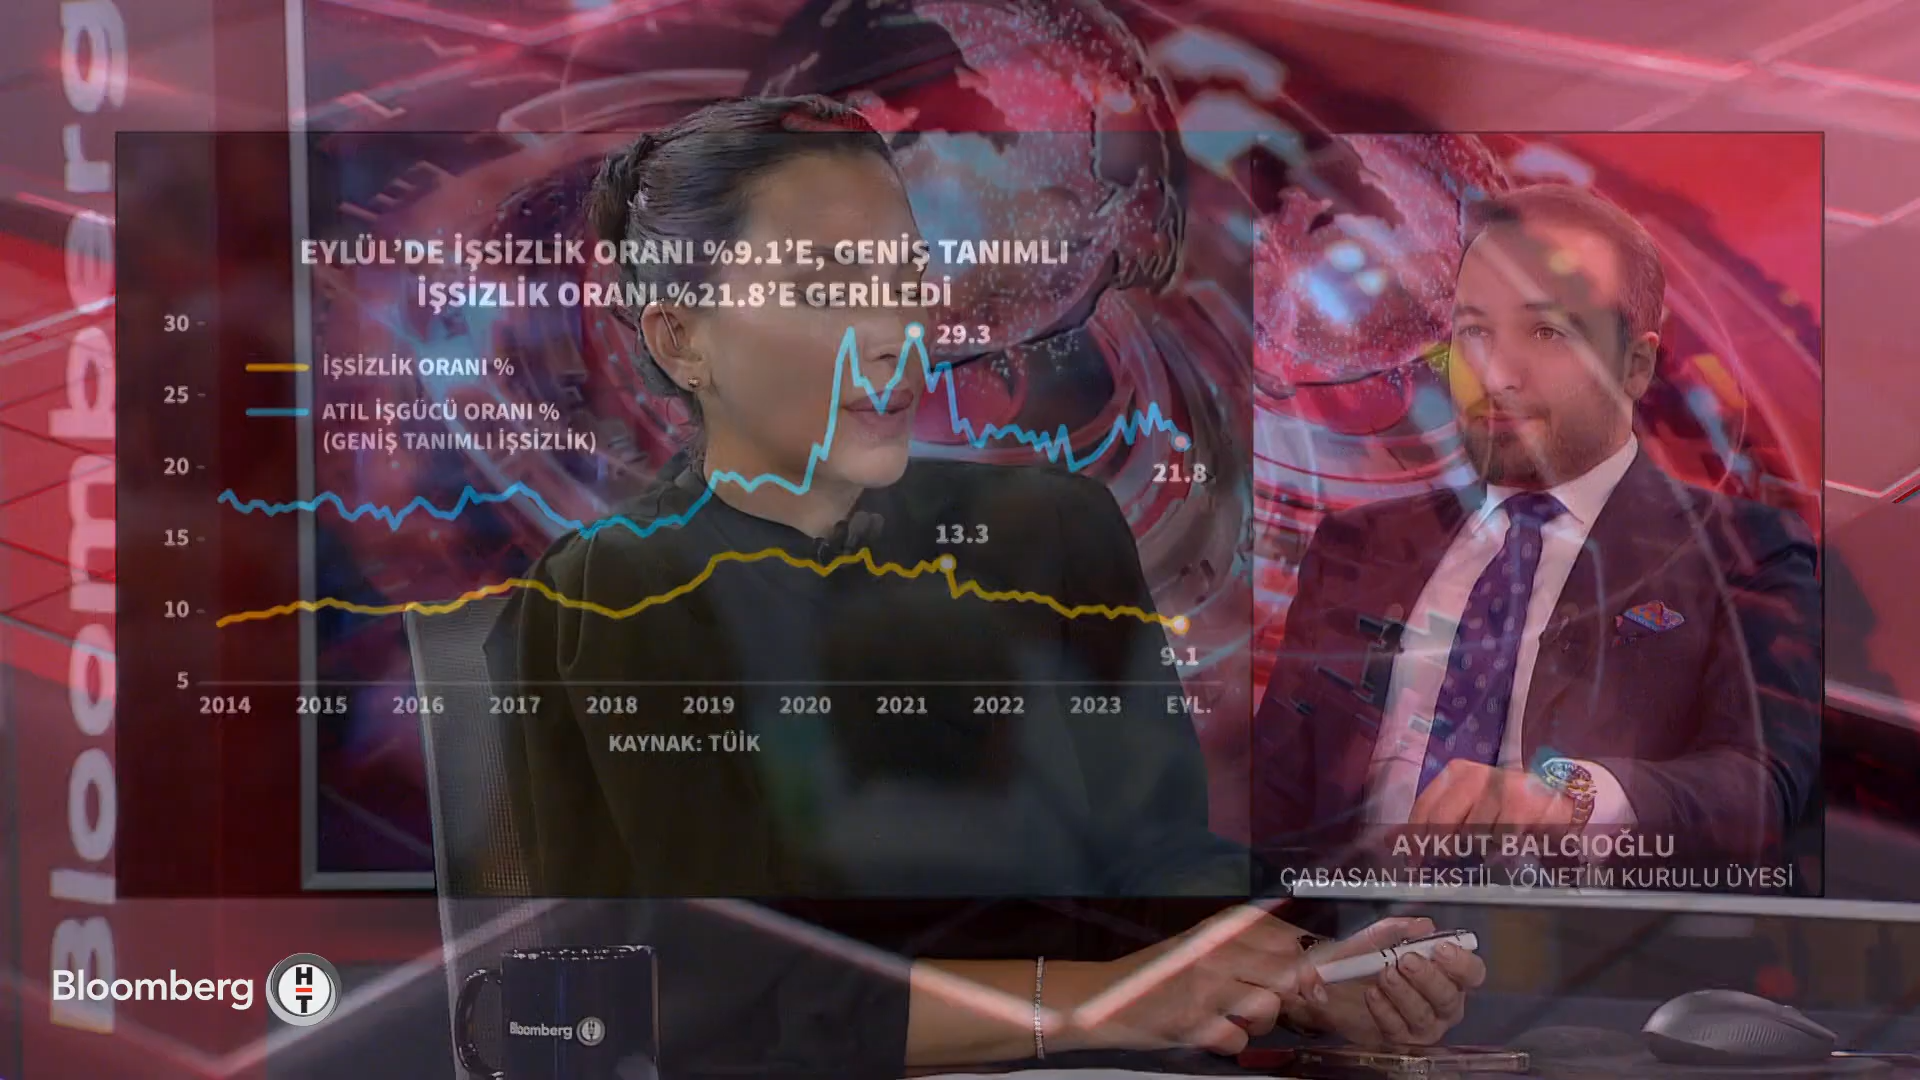 Bloomberg
EYLÜL'DE İŞSİZLİK ORANI %9.1'E, GENİŞ TANIMLI
İŞSİZLİK ORANI %21.8'E GERİLEDİ
30
25
20
15
10
5
İŞSİZLİK ORANI %
ATIL İŞGÜCÜ ORANI %
(GENİŞ TANIMLI İŞSİZLİK)
29.3
21.8
13.3
9.1
2014 2015 2016 2017 2018 2019 2020 2021 2022 2023 EYL.
KAYNAK: TÜİK
AYKUT BALCIOĞLU
ÇABASAN TEKSTİL YÖNETİM KURULU ÜYESİ
Bloomberg HT
Bloomberg HT